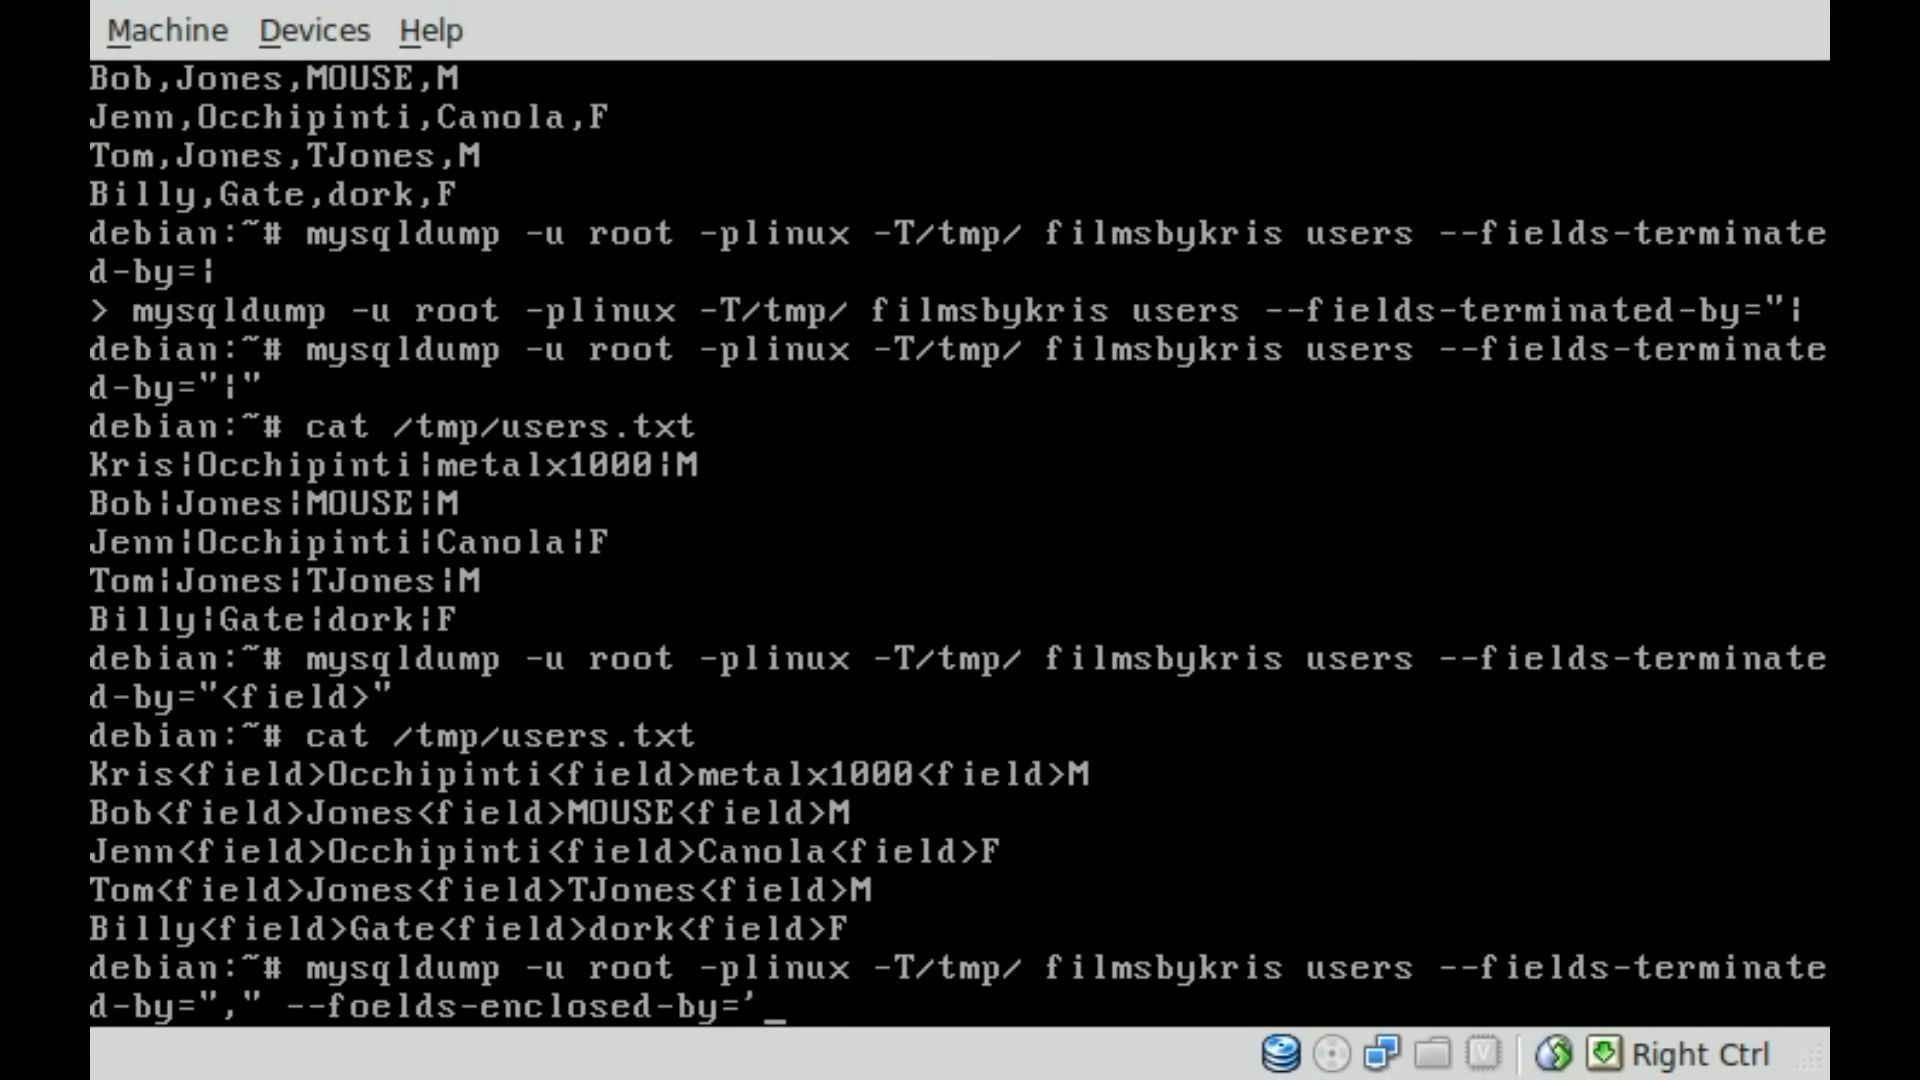 Machine Devices Help
Bob,Jones,MOUSE,M
Jenn,Occhipinti,Canola,F
Tom,Jones,TJones,M
Billy,Gate,dork,F
debian:~# mysqldump -u root -plinux -T/tmp/ filmsbykris users --fields-terminate
d-by=|
> mysqldump -u root -plinux -T/tmp/ filmsbykris users --fields-terminated-by="|
debian:~# mysqldump -u root -plinux -T/tmp/ filmsbykris users --fields-terminate
d-by="|"
debian:~# cat /tmp/users.txt
Kris|Occhipinti|metalx1000|M
Bob|Jones|MOUSE|M
Jenn|Occhipinti|Canola|F
Tom|Jones|TJones|M
Billy|Gate|dork|F
debian:~# mysqldump -u root -plinux -T/tmp/ filmsbykris users --fields-terminate
d-by="<field>"
debian:~# cat /tmp/users.txt
Kris<field>Occhipinti<field>metalx1000<field>M
Bob<field>Jones<field>MOUSE<field>M
Jenn<field>Occhipinti<field>Canola<field>F
Tom<field>Jones<field>TJones<field>M
Billy<field>Gate<field>dork<field>F
debian:~# mysqldump -u root -plinux -T/tmp/ filmsbykris users --fields-terminate
d-by="," --foelds-enclosed-by='_
Right Ctrl